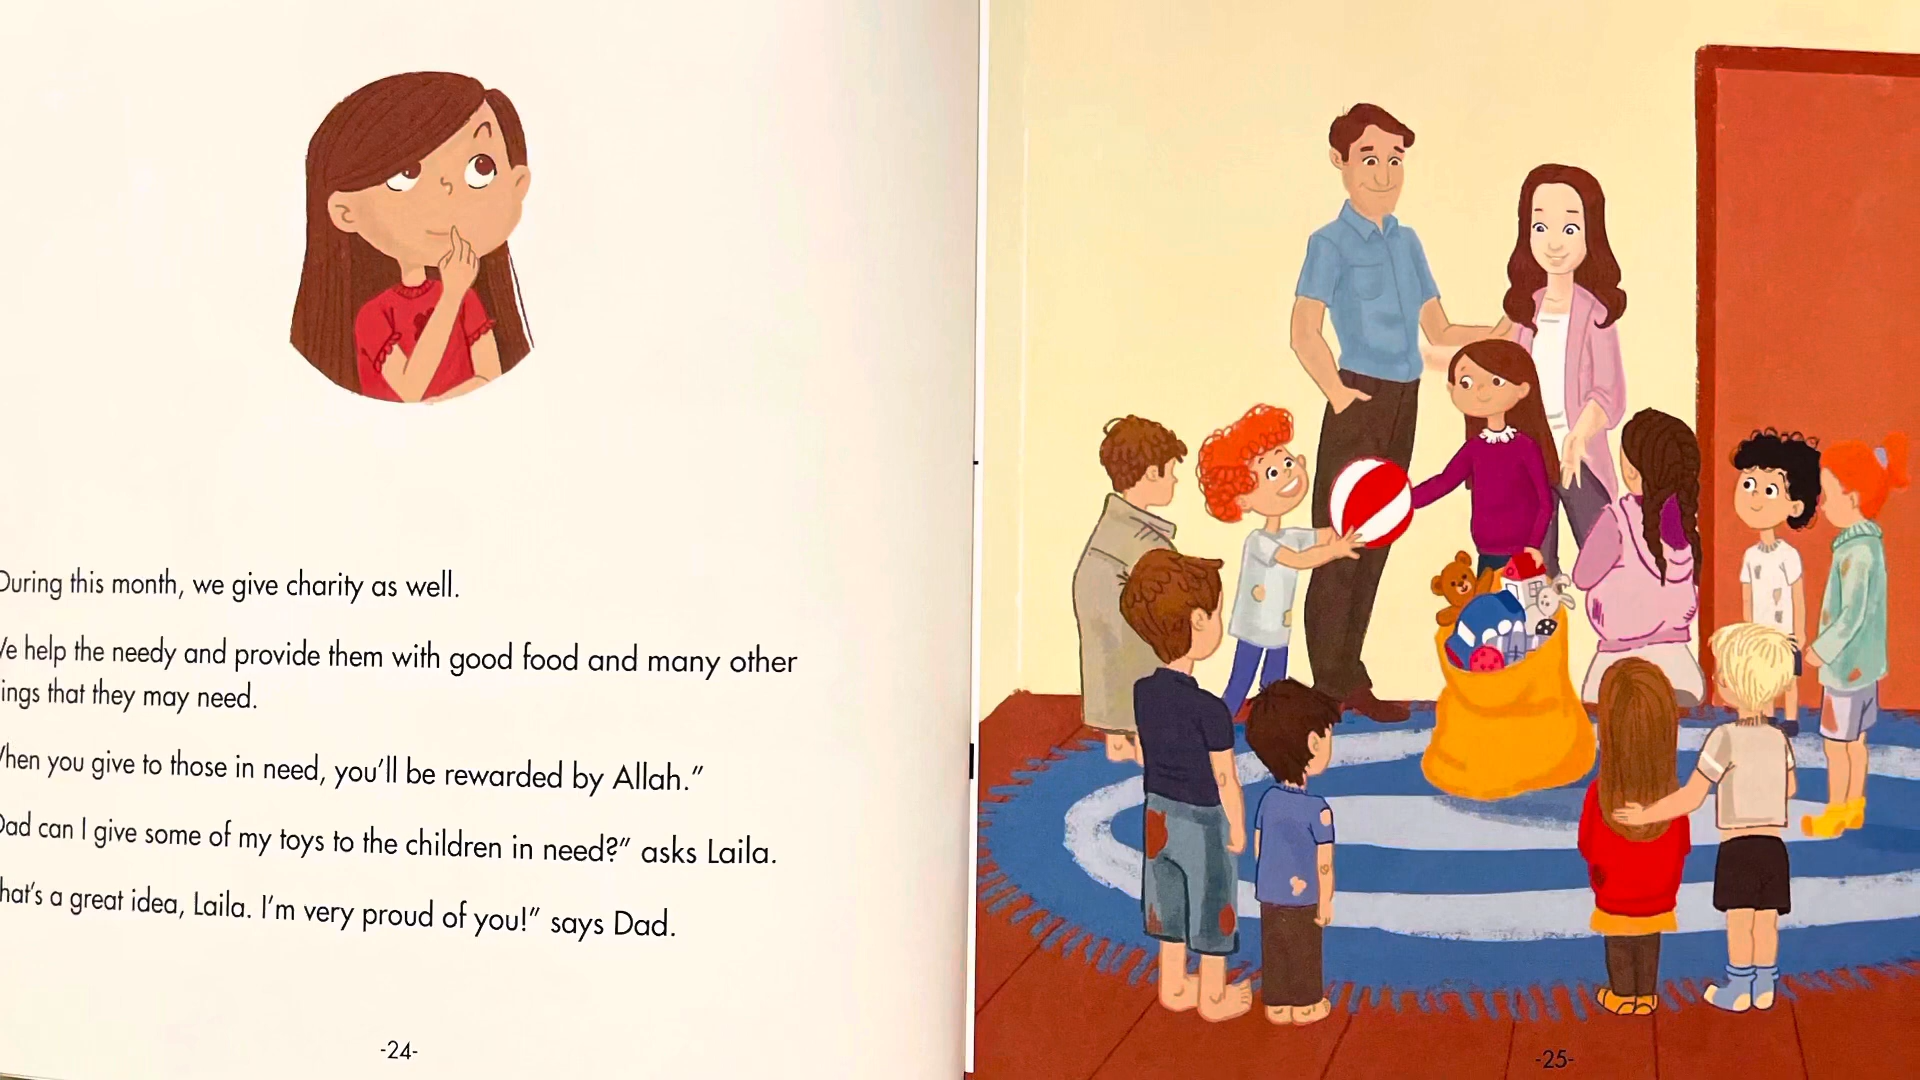 During this month, we give charity as well.
We help the needy and provide them with good food and many other
ings that they may need.
When you give to those in need, you'll be rewarded by Allah."
Dad can I give some of my toys to the children in need?" asks Laila.
hat's a great idea, Laila. I'm very proud of you!" says Dad.
-24-
-25-